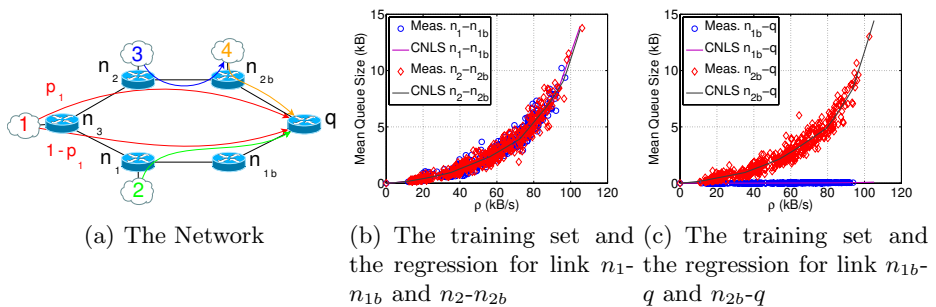 3
4
n₂
n₂b
p₁
1
n₃
q
1-p₁
n₁
n₁b
2
Mean Queue Size (kB)
15
10
5
0
Meas. n₁-n₁b
CNLS n₁-n₁b
Meas. n₂-n₂b
CNLS n₂-n₂b
0 20 40 60 80 100 120
ρ (kB/s)
Mean Queue Size (kB)
15
10
5
0
Meas. n₁b-q
CNLS n₁b-q
Meas. n₂b-q
CNLS n₂b-q
0 20 40 60 80 100 120
ρ (kB/s)
(a) The Network
(b) The training set and
the regression for link n₁-
n₁b and n₂-n₂b
(c) The training set and
the regression for link n₁b-
q and n₂b-q